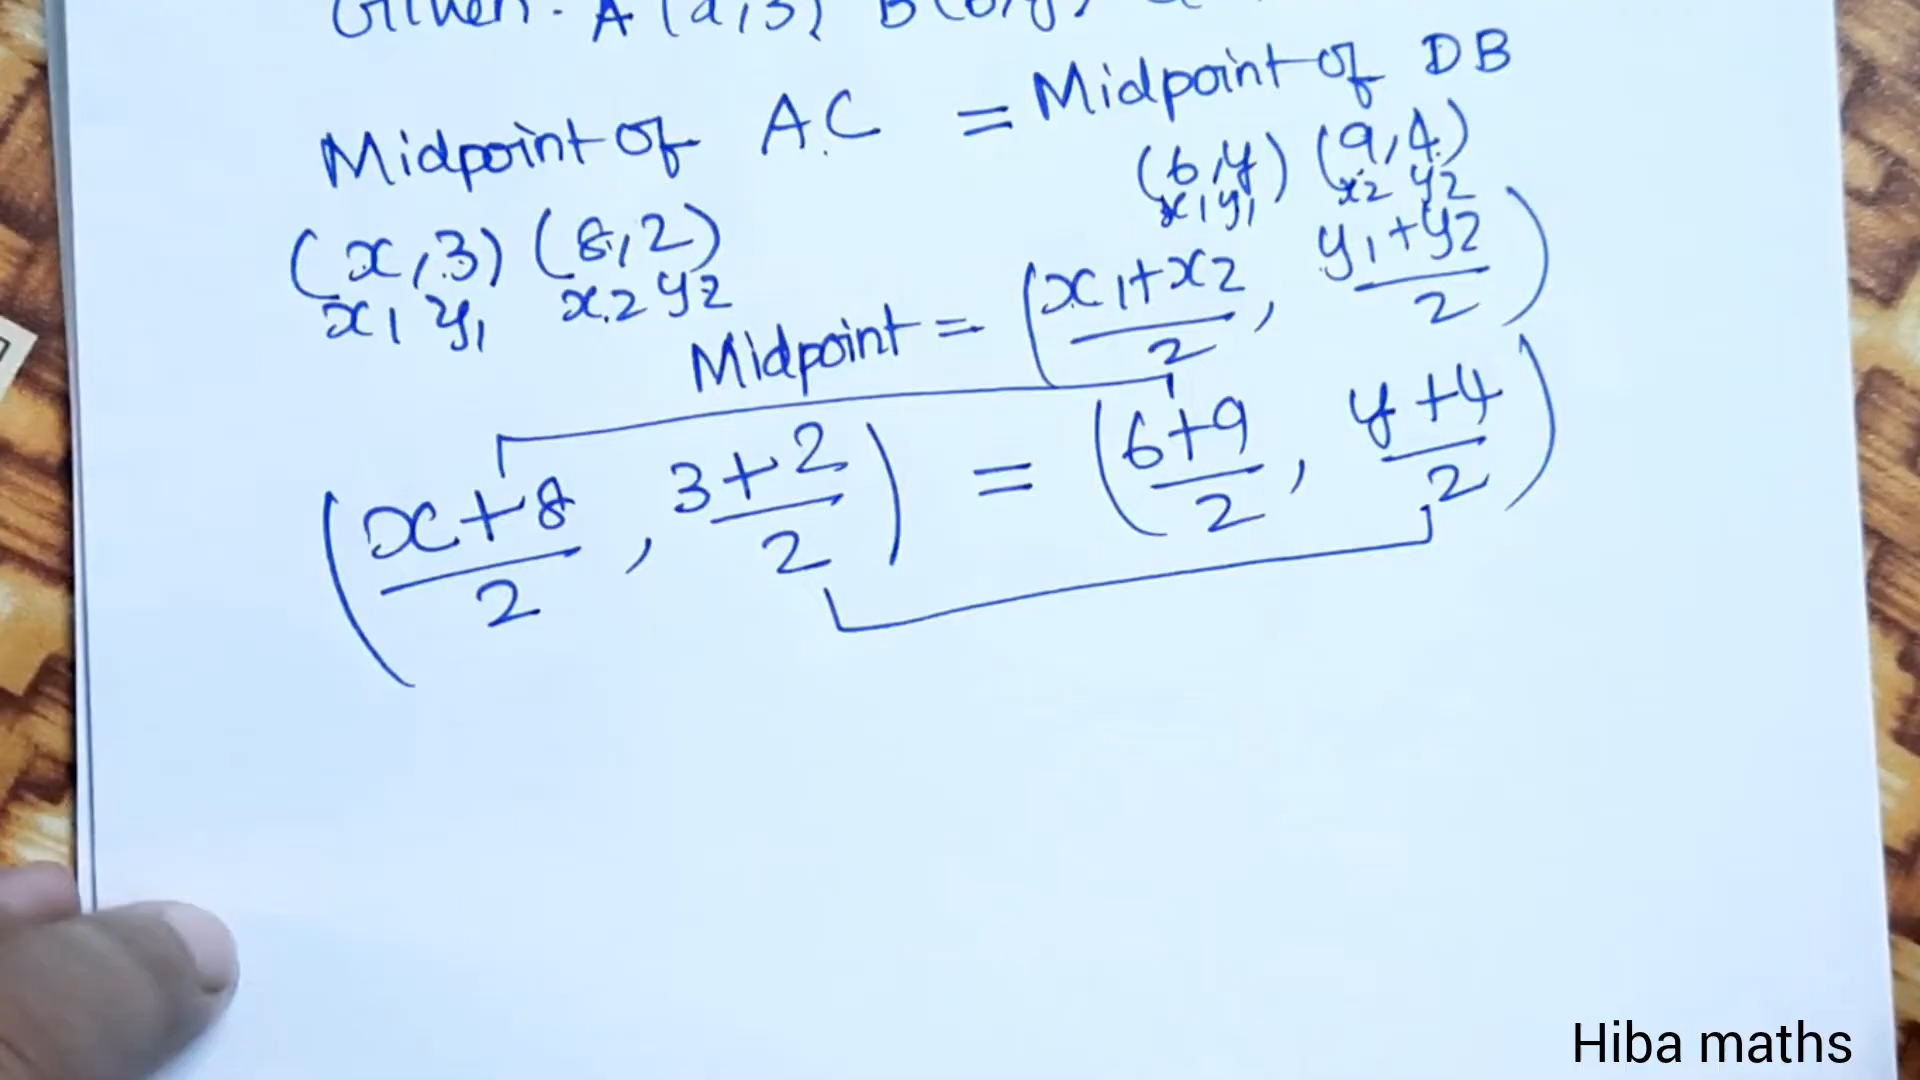 Given: A (
Midpoint of AC = Midpoint of DB
(6,y) (9,4)
x1 y1 x2 y2
(x,3) (8,2)
x1 y1 x2 y2
Midpoint = (x1+x2/2, y1+y2/2)
(x+8/2, 3+2/2) = (6+9/2, y+4/2)
Hiba maths